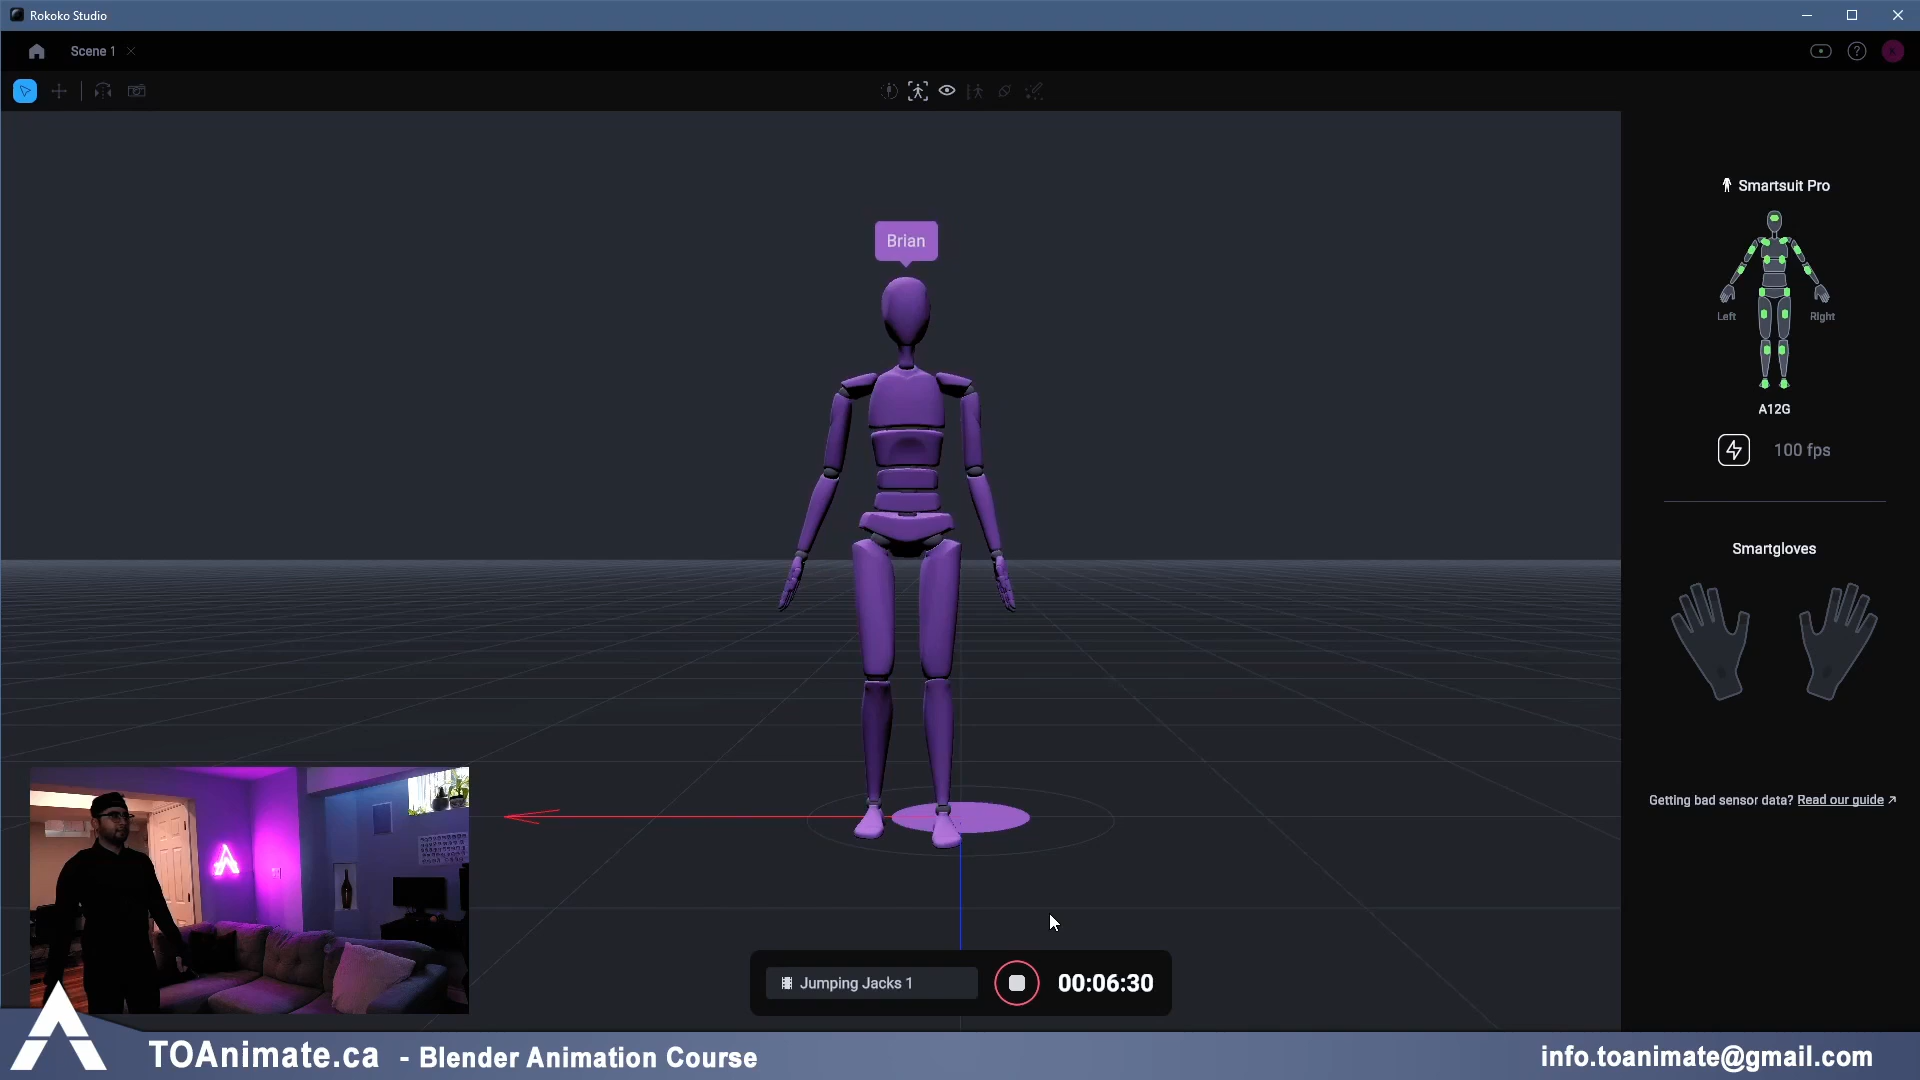 Rokoko Studio
Scene 1
Smartsuit Pro
Brian
Left
Right
A12G
100 fps
Smartgloves
Getting bad sensor data? Read our guide
Jumping Jacks 1
00:06:30
TOAnimate.ca - Blender Animation Course
info.toanimate@gmail.com